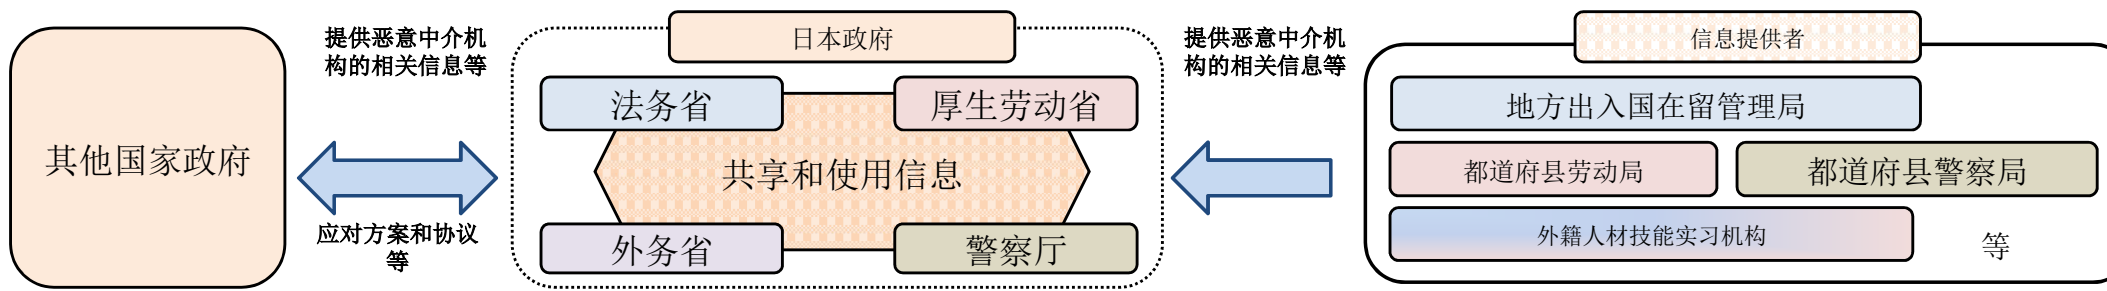 其他国家政府
提供恶意中介机
构的相关信息等
应对方案和协议
等
日本政府
法务省
厚生劳动省
共享和使用信息
外务省
警察厅
提供恶意中介机
构的相关信息等
信息提供者
地方出入国在留管理局
都道府县劳动局
都道府县警察局
外籍人材技能实习机构
等